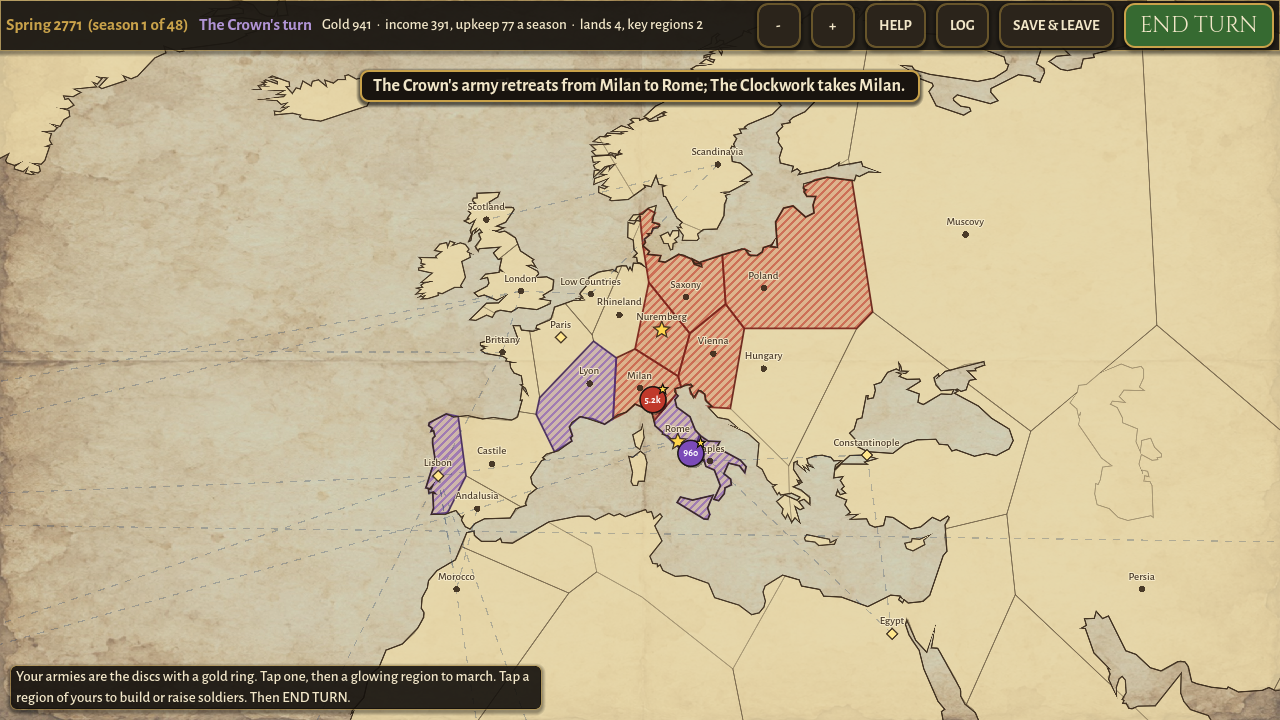 Spring 2771 (season 1 of 48) The Crown's turn Gold 941 · income 391, upkeep 77 a season · lands 4, key regions 2
- + HELP LOG SAVE & LEAVE END TURN
The Crown's army retreats from Milan to Rome; The Clockwork takes Milan.
Scandinavia
Scotland
Muscovy
London
Low Countries
Poland
Saxony
Rhineland
Nuremberg
Paris
Brittany
Vienna
Hungary
Lyon
Milan
5.2k
Rome
Constantinople
960
Castile
Lisbon
Andalusia
Morocco
Persia
Egypt
Your armies are the discs with a gold ring. Tap one, then a glowing region to march. Tap a
region of yours to build or raise soldiers. Then END TURN.